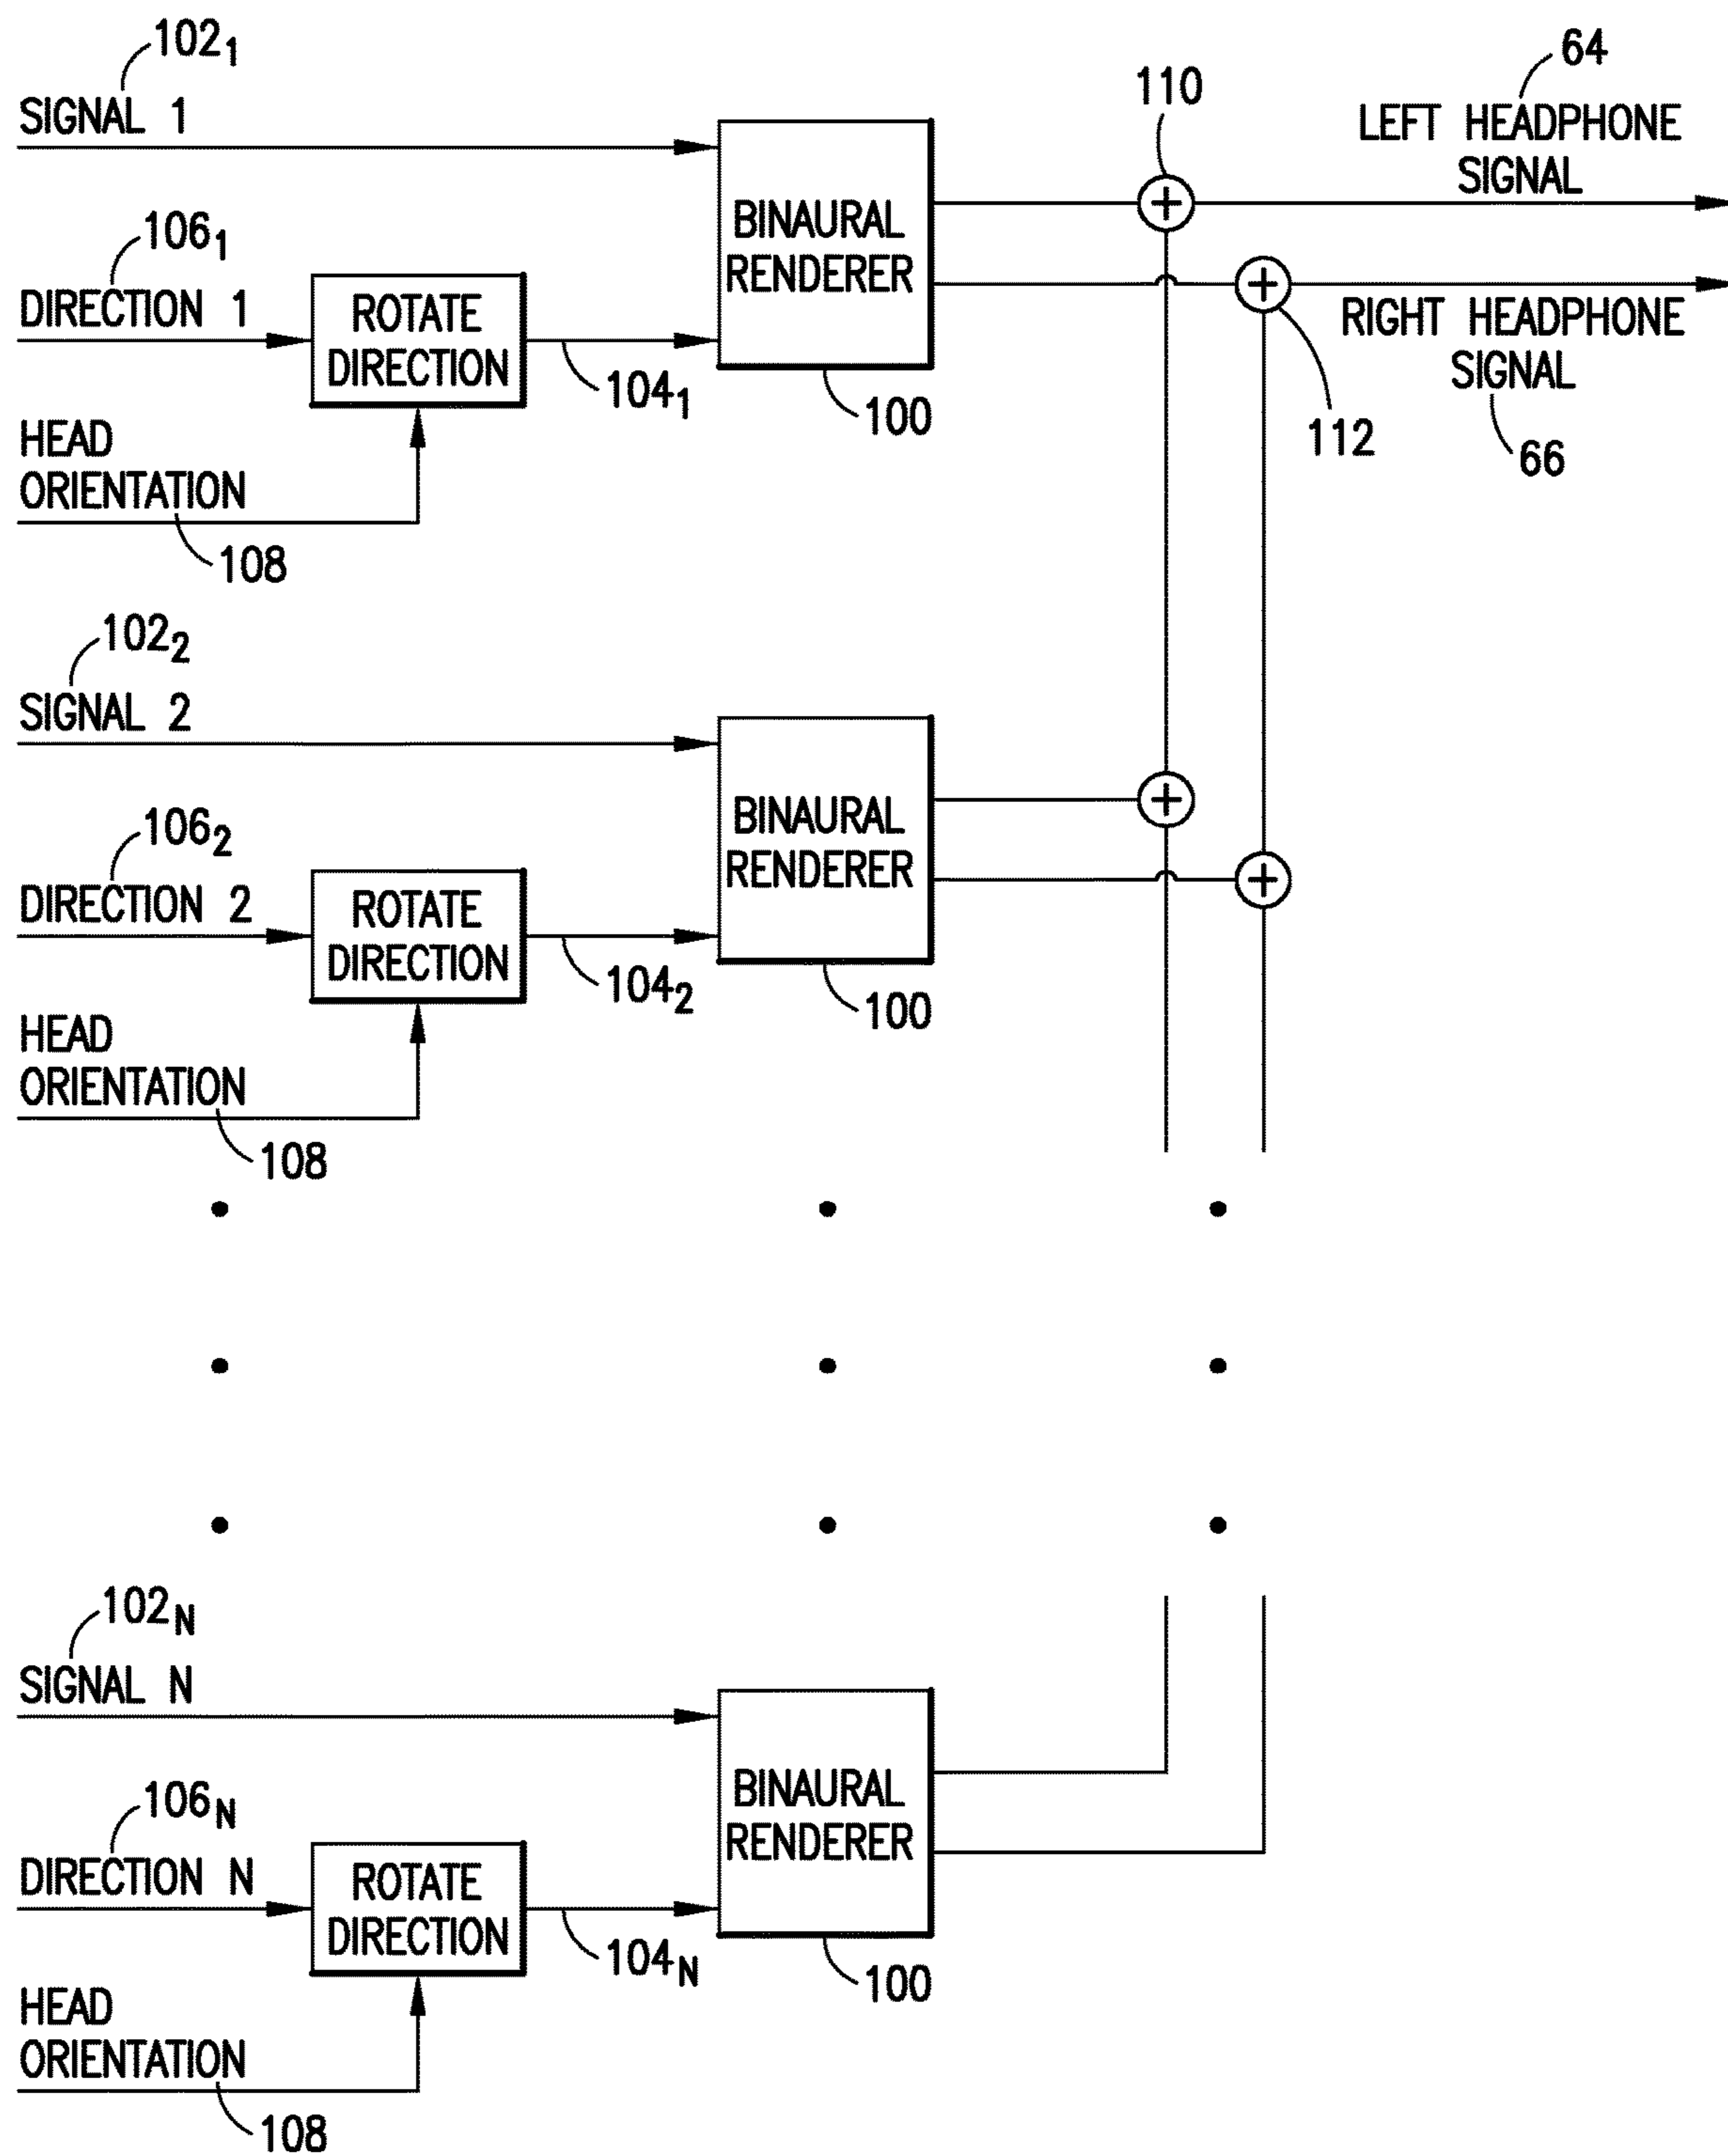 102₁
SIGNAL 1
106₁
DIRECTION 1
HEAD
ORIENTATION
108
ROTATE
DIRECTION
104₁
BINAURAL
RENDERER
100
110
+
+
112
64
LEFT HEADPHONE
SIGNAL
RIGHT HEADPHONE
SIGNAL
66
102₂
SIGNAL 2
106₂
DIRECTION 2
HEAD
ORIENTATION
108
ROTATE
DIRECTION
104₂
BINAURAL
RENDERER
100
+
+
102N
SIGNAL N
106N
DIRECTION N
HEAD
ORIENTATION
108
ROTATE
DIRECTION
104N
BINAURAL
RENDERER
100